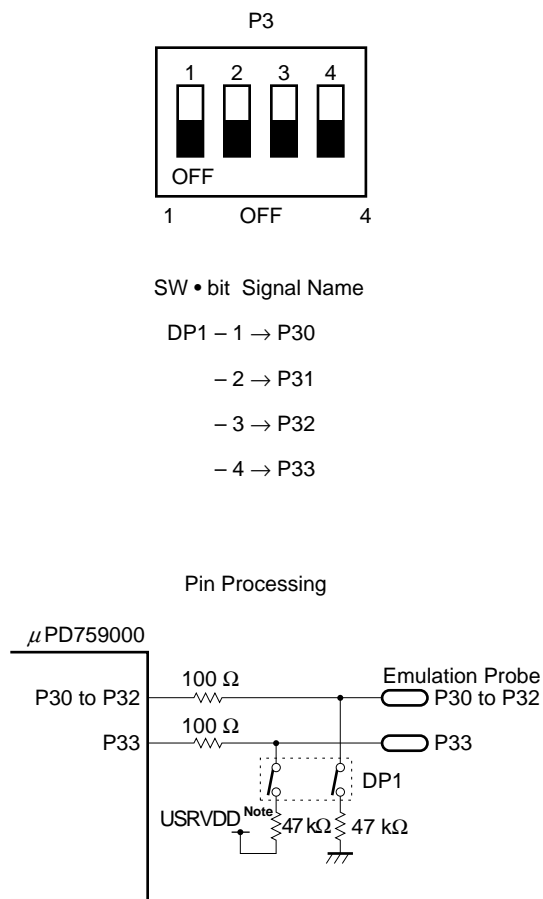 P3
1 2 3 4
OFF
1 OFF 4
SW • bit Signal Name
DP1 – 1 → P30
– 2 → P31
– 3 → P32
– 4 → P33
Pin Processing
μPD759000
100 Ω
Emulation Probe
P30 to P32
P30 to P32
100 Ω
P33
P33
DP1
USRVDD Note
47 kΩ
47 kΩ